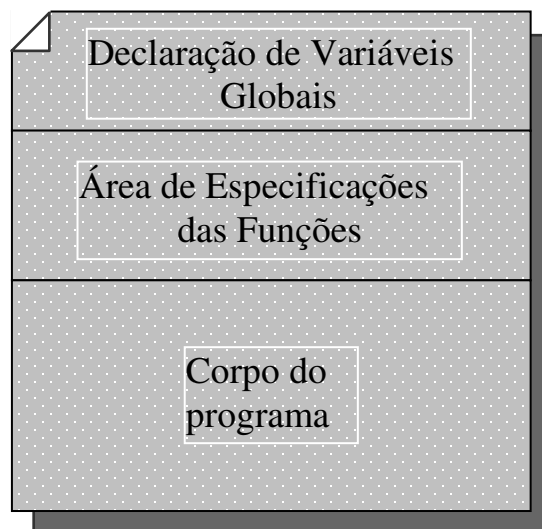 Declaração de Variáveis
Globais
Área de Especificações
das Funções
Corpo do
programa